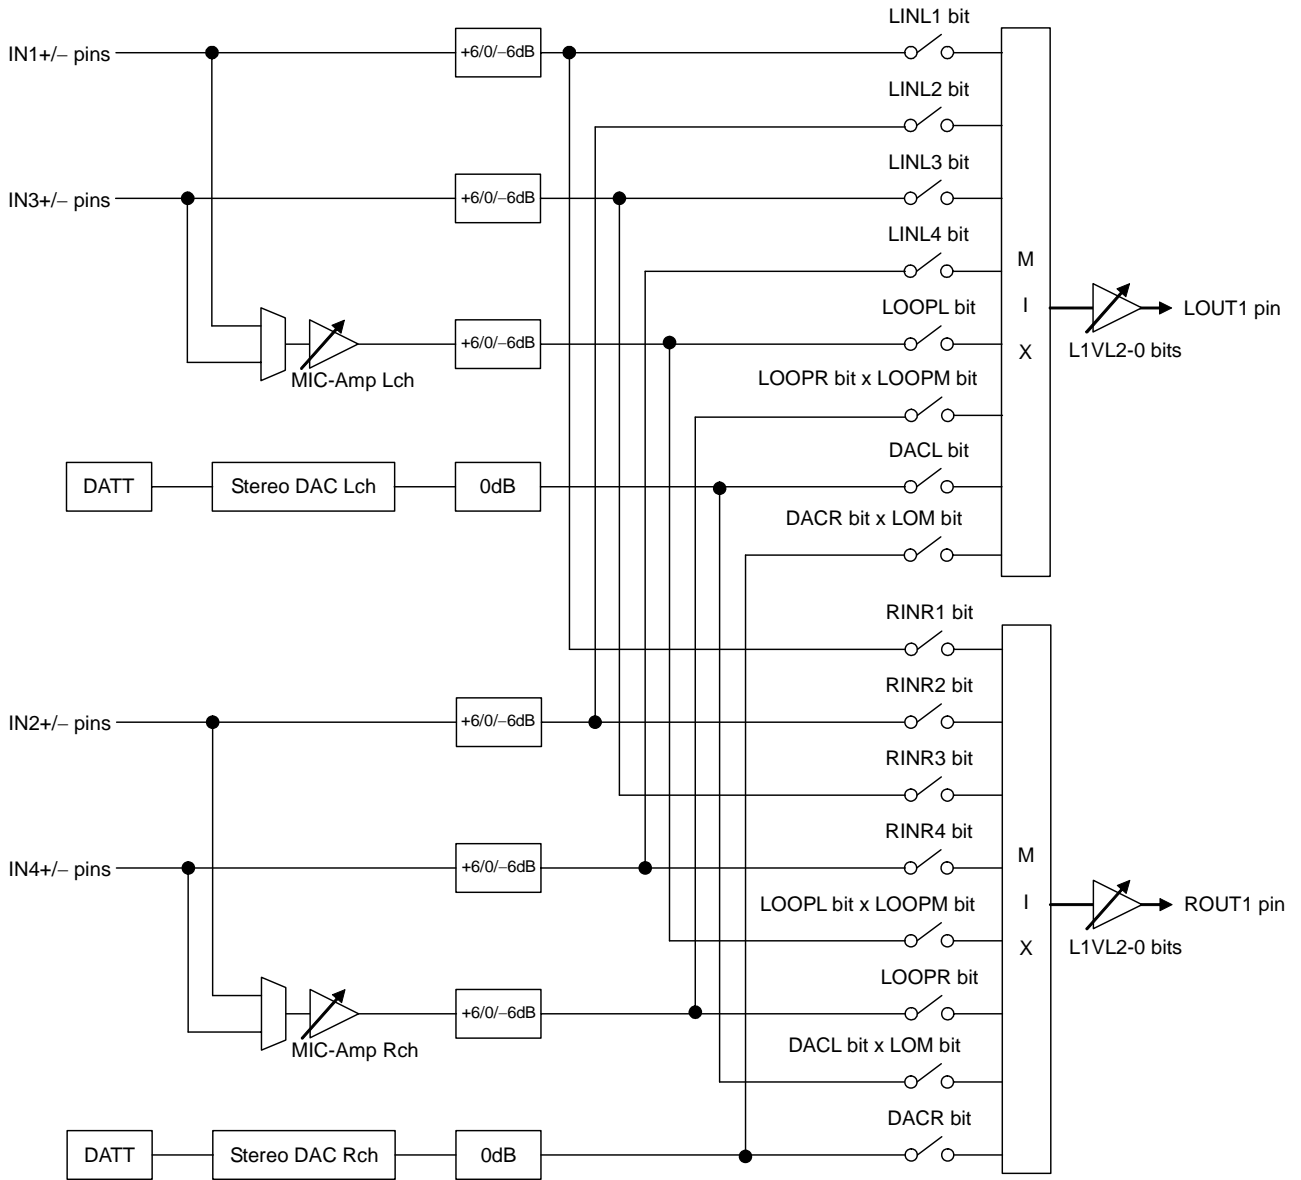 LINL1 bit
IN1+/− pins
+6/0/−6dB
LINL2 bit
LINL3 bit
IN3+/− pins
+6/0/−6dB
LINL4 bit
M
I
X
LOOPL bit
LOUT1 pin
+6/0/−6dB
L1VL2-0 bits
MIC-Amp Lch
LOOPR bit x LOOPM bit
DACL bit
DATT
Stereo DAC Lch
0dB
DACR bit x LOM bit
RINR1 bit
RINR2 bit
IN2+/− pins
+6/0/−6dB
RINR3 bit
RINR4 bit
IN4+/− pins
+6/0/−6dB
M
I
X
LOOPL bit x LOOPM bit
ROUT1 pin
L1VL2-0 bits
LOOPR bit
+6/0/−6dB
MIC-Amp Rch
DACL bit x LOM bit
DACR bit
DATT
Stereo DAC Rch
0dB